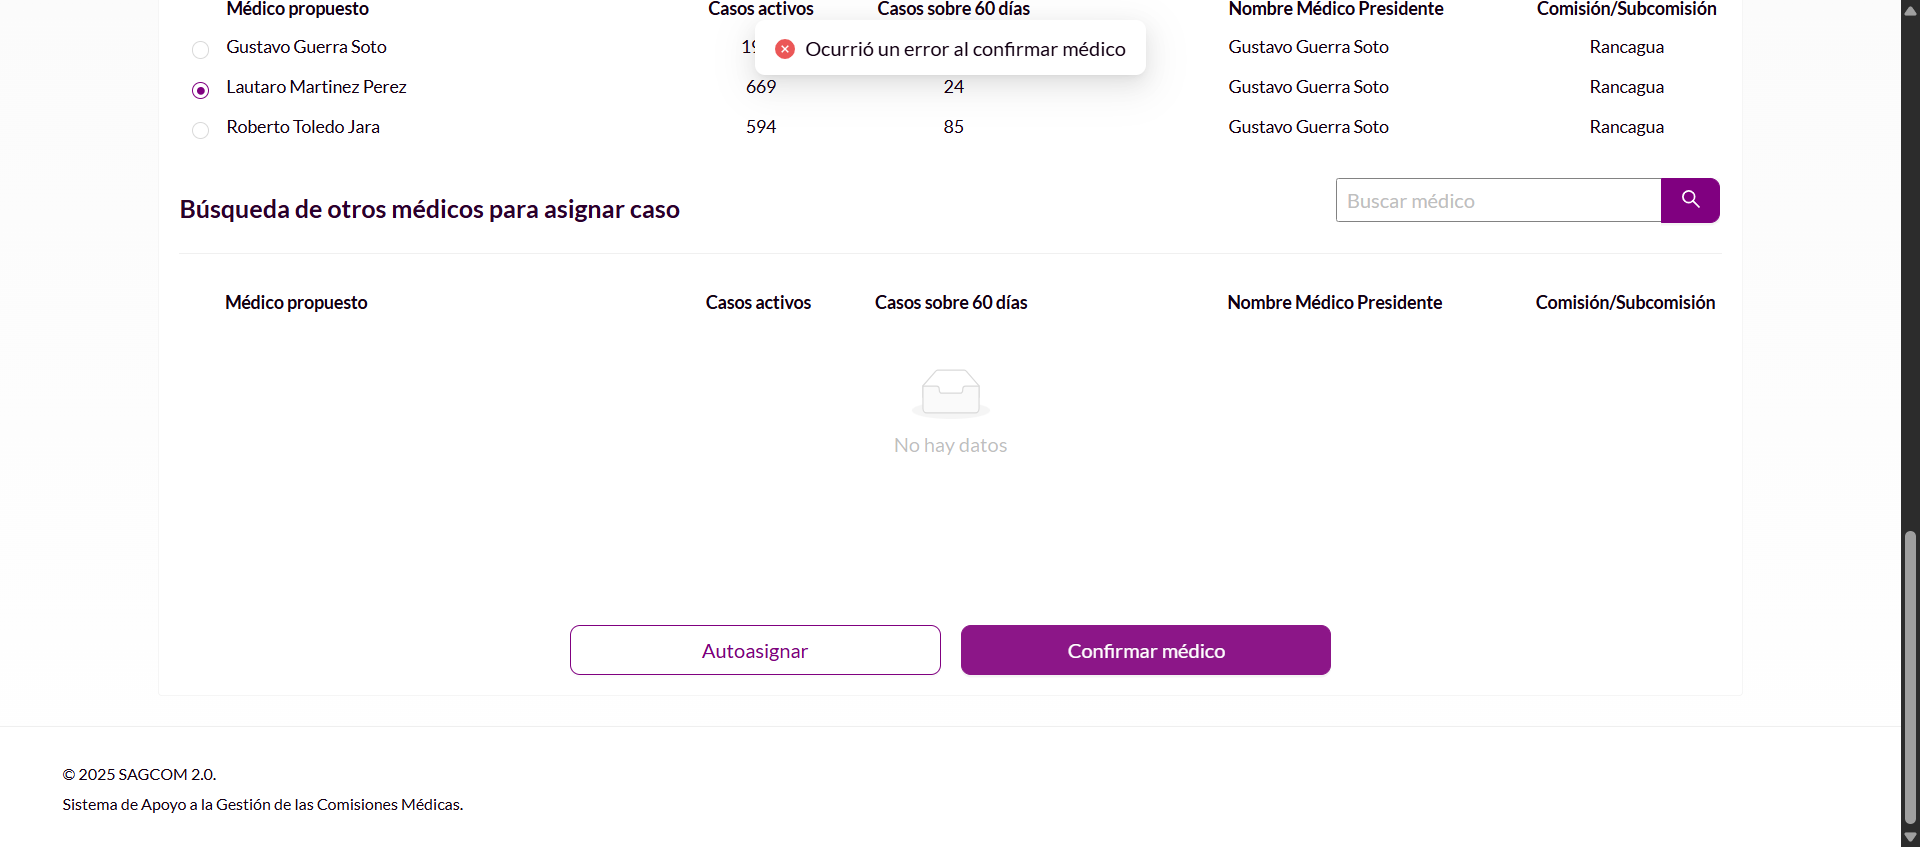 Médico propuesto Casos activos Casos sobre 60 días Nombre Médico Presidente Comisión/Subcomisión
Ocurrió un error al confirmar médico
Gustavo Guerra Soto Gustavo Guerra Soto Rancagua
Lautaro Martinez Perez 669 24 Gustavo Guerra Soto Rancagua
Roberto Toledo Jara 594 85 Gustavo Guerra Soto Rancagua
Búsqueda de otros médicos para asignar caso
Buscar médico
Médico propuesto Casos activos Casos sobre 60 días Nombre Médico Presidente Comisión/Subcomisión
No hay datos
Autoasignar Confirmar médico
© 2025 SAGCOM 2.0.
Sistema de Apoyo a la Gestión de las Comisiones Médicas.